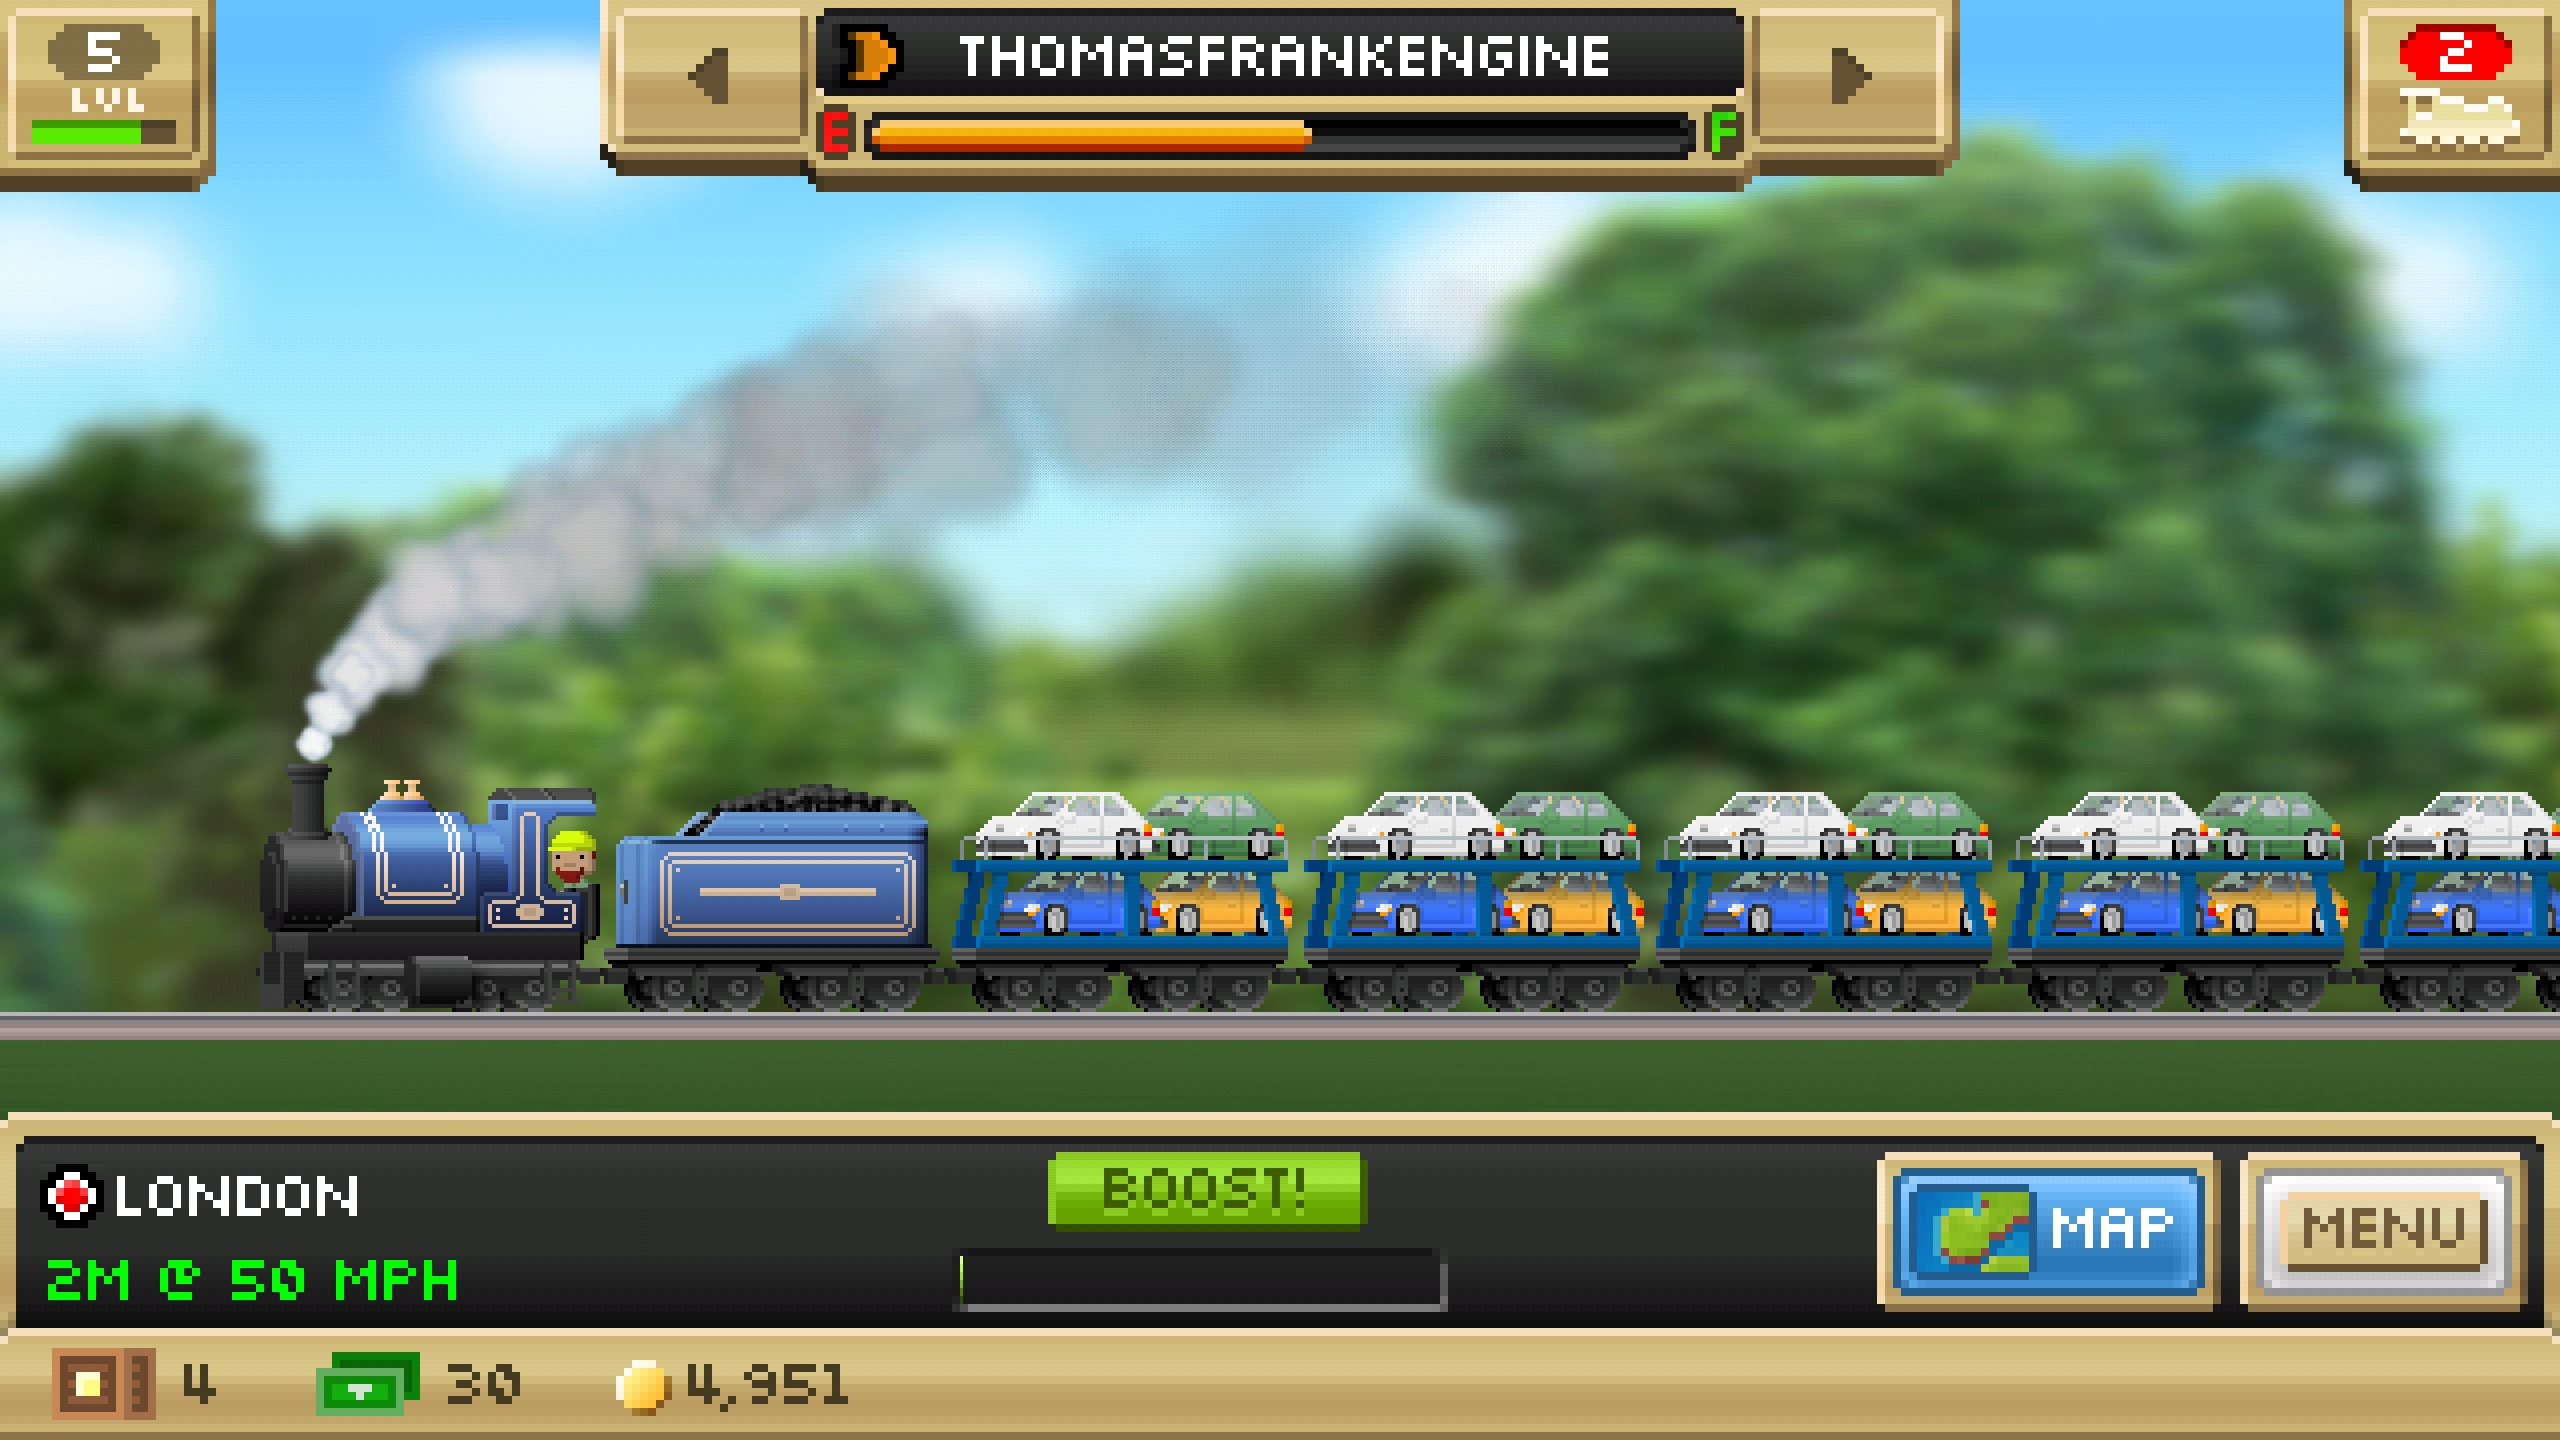 5
LVL
THOMASFRANKENGINE
E F
2
LONDON
2M @ 50 MPH
BOOST!
MAP
MENU
4 30 4,951